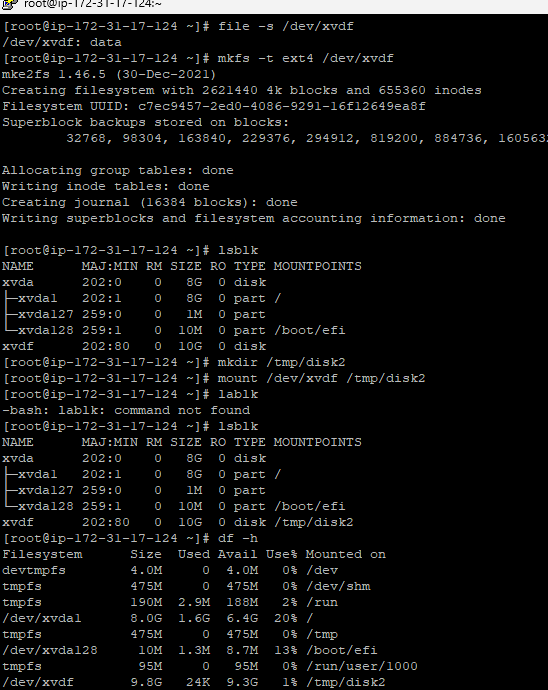 root@ip-172-31-17-124:~
[root@ip-172-31-17-124 ~]# file -s /dev/xvdf
/dev/xvdf: data
[root@ip-172-31-17-124 ~]# mkfs -t ext4 /dev/xvdf
mke2fs 1.46.5 (30-Dec-2021)
Creating filesystem with 2621440 4k blocks and 655360 inodes
Filesystem UUID: c7ec9457-2ed0-4086-9291-16f12649ea8f
Superblock backups stored on blocks:
        32768, 98304, 163840, 229376, 294912, 819200, 884736, 1605632

Allocating group tables: done
Writing inode tables: done
Creating journal (16384 blocks): done
Writing superblocks and filesystem accounting information: done

[root@ip-172-31-17-124 ~]# lsblk
NAME      MAJ:MIN RM SIZE RO TYPE MOUNTPOINTS
xvda      202:0    0   8G  0 disk
├─xvda1   202:1    0   8G  0 part /
├─xvda127 259:0    0   1M  0 part
└─xvda128 259:1    0  10M  0 part /boot/efi
xvdf      202:80   0  10G  0 disk
[root@ip-172-31-17-124 ~]# mkdir /tmp/disk2
[root@ip-172-31-17-124 ~]# mount /dev/xvdf /tmp/disk2
[root@ip-172-31-17-124 ~]# lablk
-bash: lablk: command not found
[root@ip-172-31-17-124 ~]# lsblk
NAME      MAJ:MIN RM SIZE RO TYPE MOUNTPOINTS
xvda      202:0    0   8G  0 disk
├─xvda1   202:1    0   8G  0 part /
├─xvda127 259:0    0   1M  0 part
└─xvda128 259:1    0  10M  0 part /boot/efi
xvdf      202:80   0  10G  0 disk /tmp/disk2
[root@ip-172-31-17-124 ~]# df -h
Filesystem      Size  Used Avail Use% Mounted on
devtmpfs        4.0M     0  4.0M   0% /dev
tmpfs           475M     0  475M   0% /dev/shm
tmpfs           190M  2.9M  188M   2% /run
/dev/xvda1      8.0G  1.6G  6.4G  20% /
tmpfs           475M     0  475M   0% /tmp
/dev/xvda128     10M  1.3M  8.7M  13% /boot/efi
tmpfs            95M     0   95M   0% /run/user/1000
/dev/xvdf       9.8G   24K  9.3G   1% /tmp/disk2